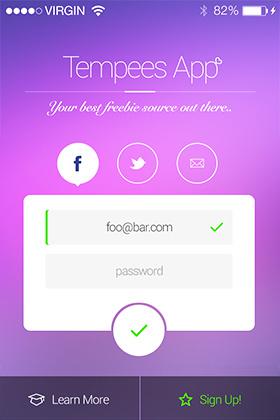 VIRGIN 82%
Tempees App
Your best freebie source out there..
f
foo@bar.com
password
Learn More Sign Up!